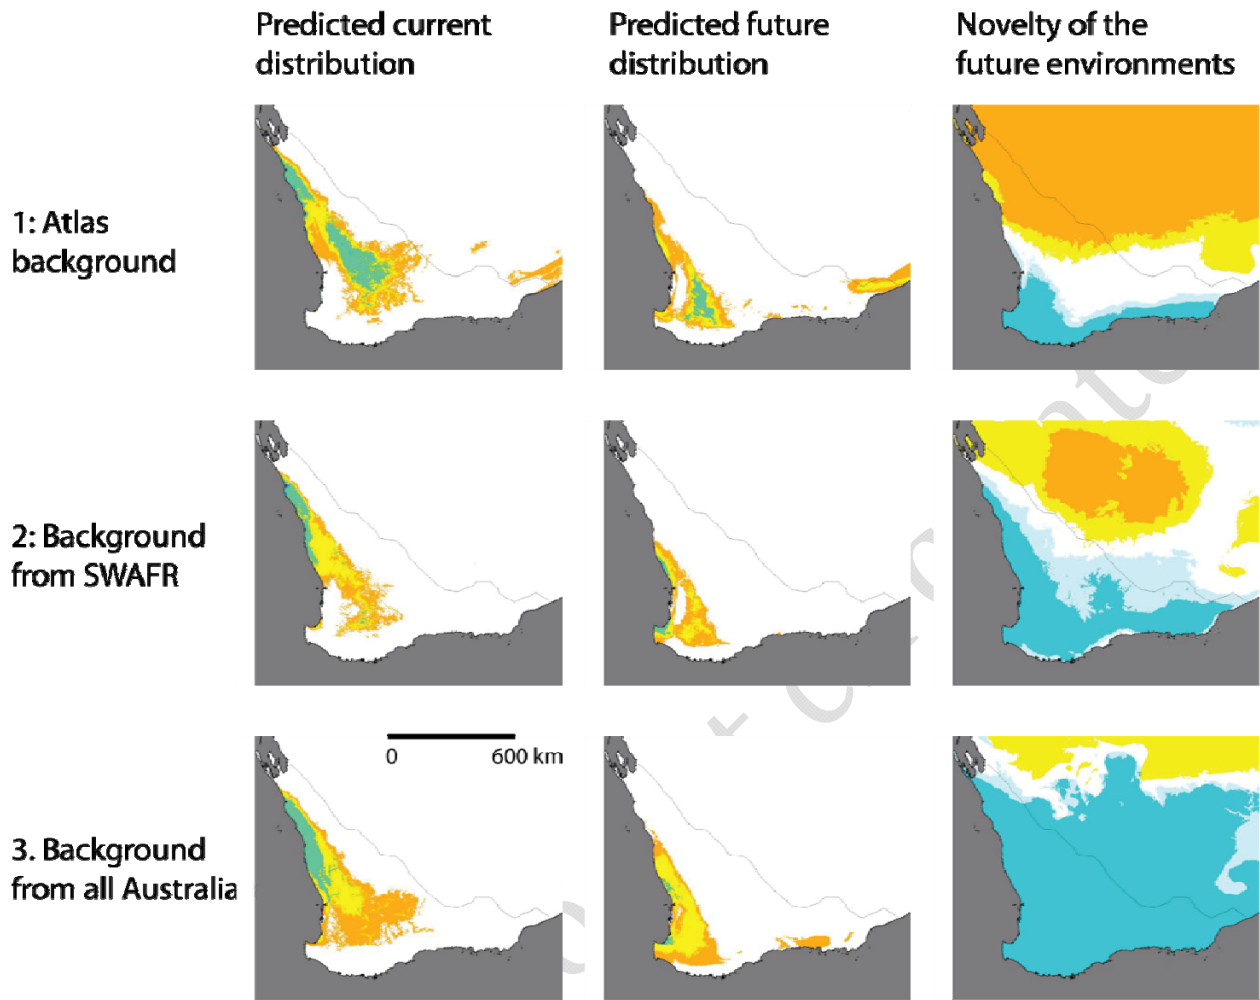 Predicted current
distribution
Predicted future
distribution
Novelty of the
future environments
1: Atlas
background
2: Background
from SWAFR
0 600 km
3. Background
from all Australia